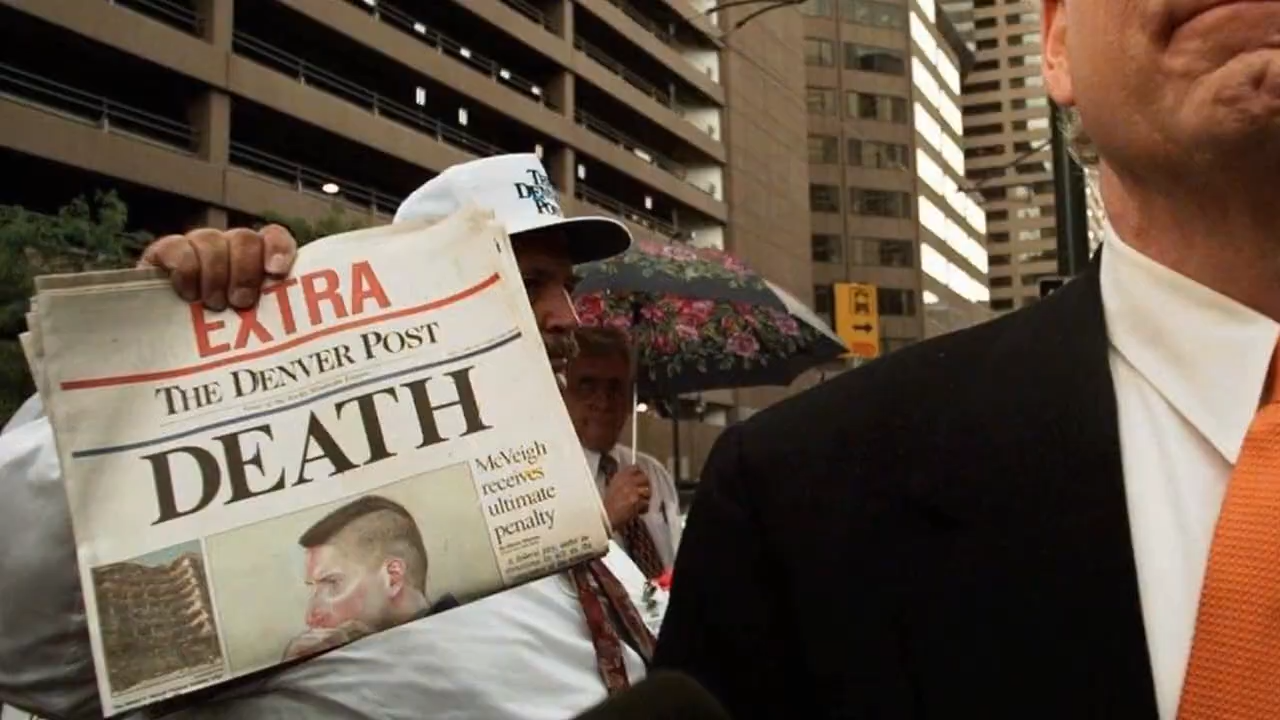 THE
DENVER
POST
EXTRA
THE DENVER POST
DEATH
McVeigh
receives
ultimate
penalty